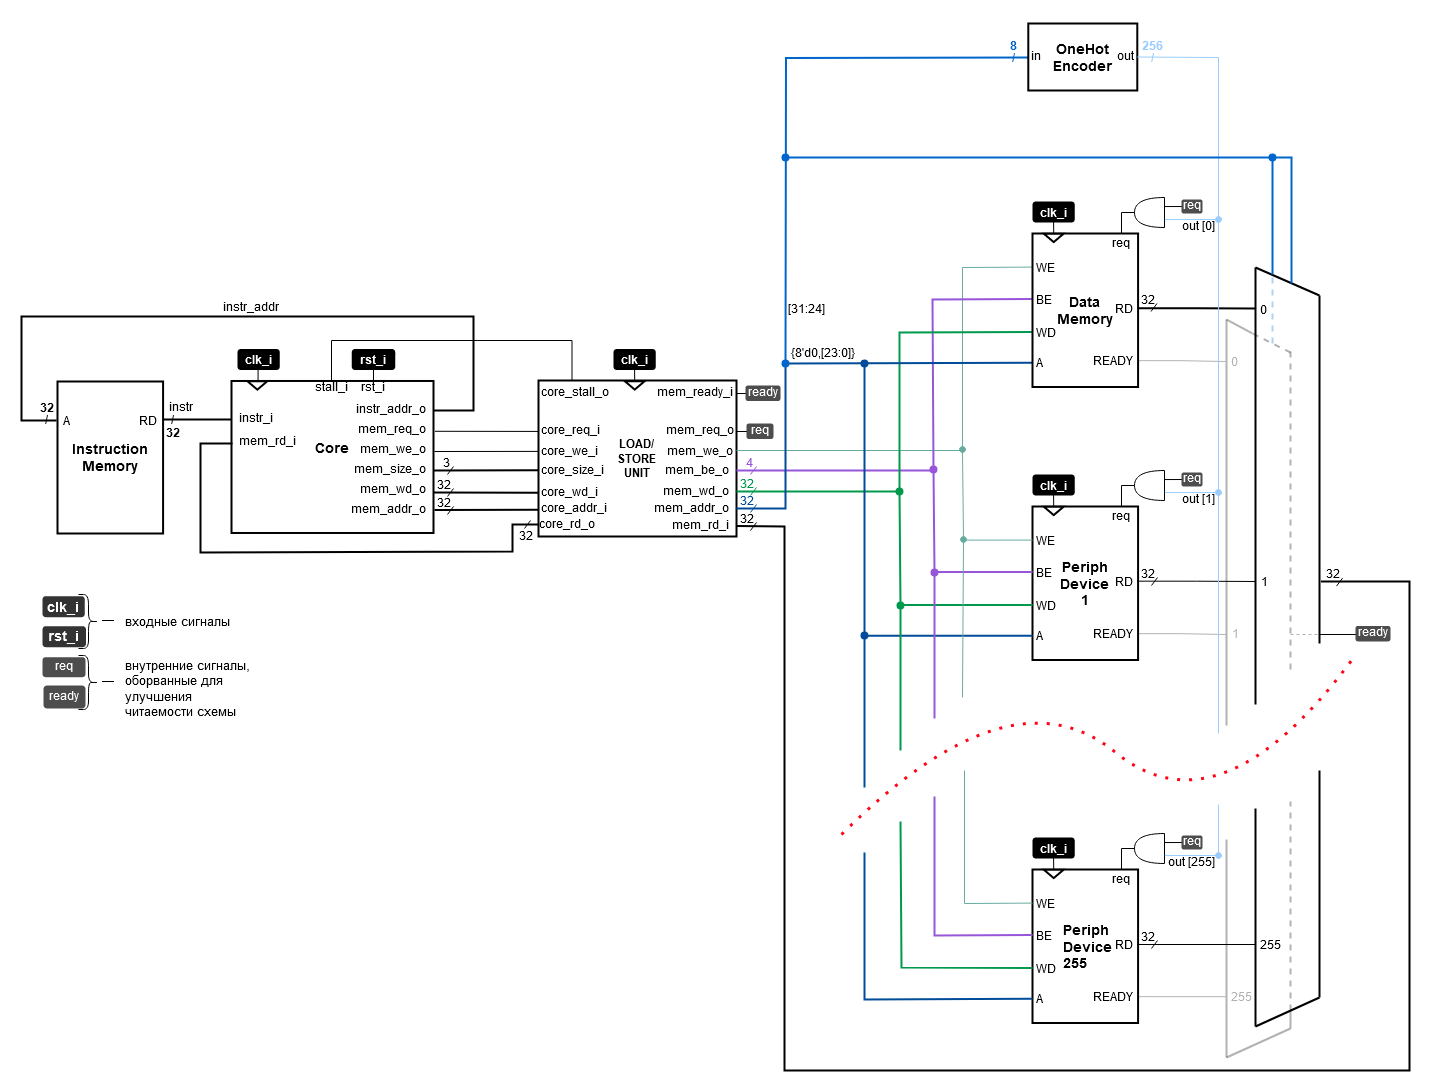 8
in
OneHot
Encoder
out
256
clk_i
req
out [0]
req
WE
BE
WD
A
Data
Memory
RD
READY
32
0
0
[31:24]
{8'd0,[23:0]}
instr_addr
32
A
RD
Instruction
Memory
instr
32
clk_i
rst_i
stall_i
rst_i
instr_i
mem_rd_i
Core
instr_addr_o
mem_req_o
mem_we_o
mem_size_o
mem_wd_o
mem_addr_o
3
32
32
32
clk_i
core_stall_o
core_req_i
core_we_i
core_size_i
core_wd_i
core_addr_i
core_rd_o
LOAD/
STORE
UNIT
mem_ready_i
mem_req_o
mem_we_o
mem_be_o
mem_wd_o
mem_addr_o
mem_rd_i
ready
req
4
32
32
32
clk_i
req
out [1]
req
WE
BE
WD
A
Periph
Device
1
RD
READY
32
1
1
32
ready
clk_i
rst_i
входные сигналы
req
ready
внутренние сигналы,
оборванные для
улучшения
читаемости схемы
clk_i
req
out [255]
req
WE
BE
WD
A
Periph
Device
255
RD
READY
32
255
255